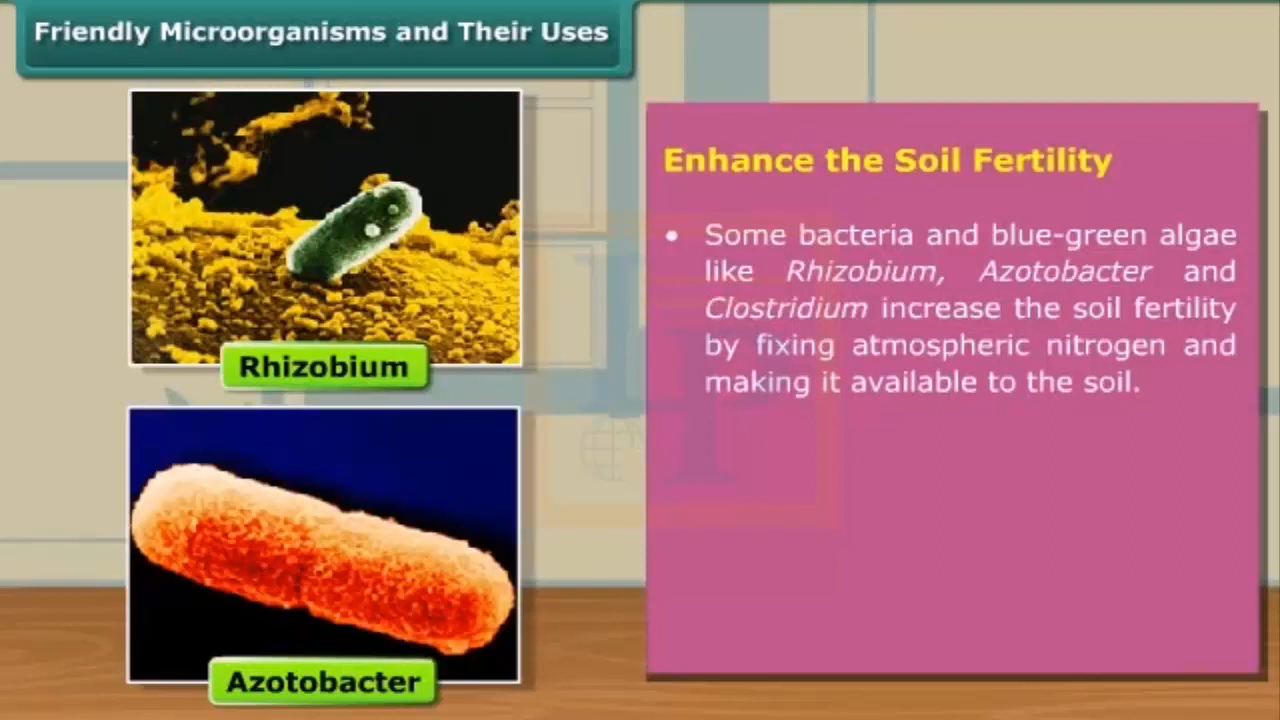 Friendly Microorganisms and Their Uses
Rhizobium
Azotobacter
Enhance the Soil Fertility
• Some bacteria and blue-green algae
like Rhizobium, Azotobacter and
Clostridium increase the soil fertility
by fixing atmospheric nitrogen and
making it available to the soil.